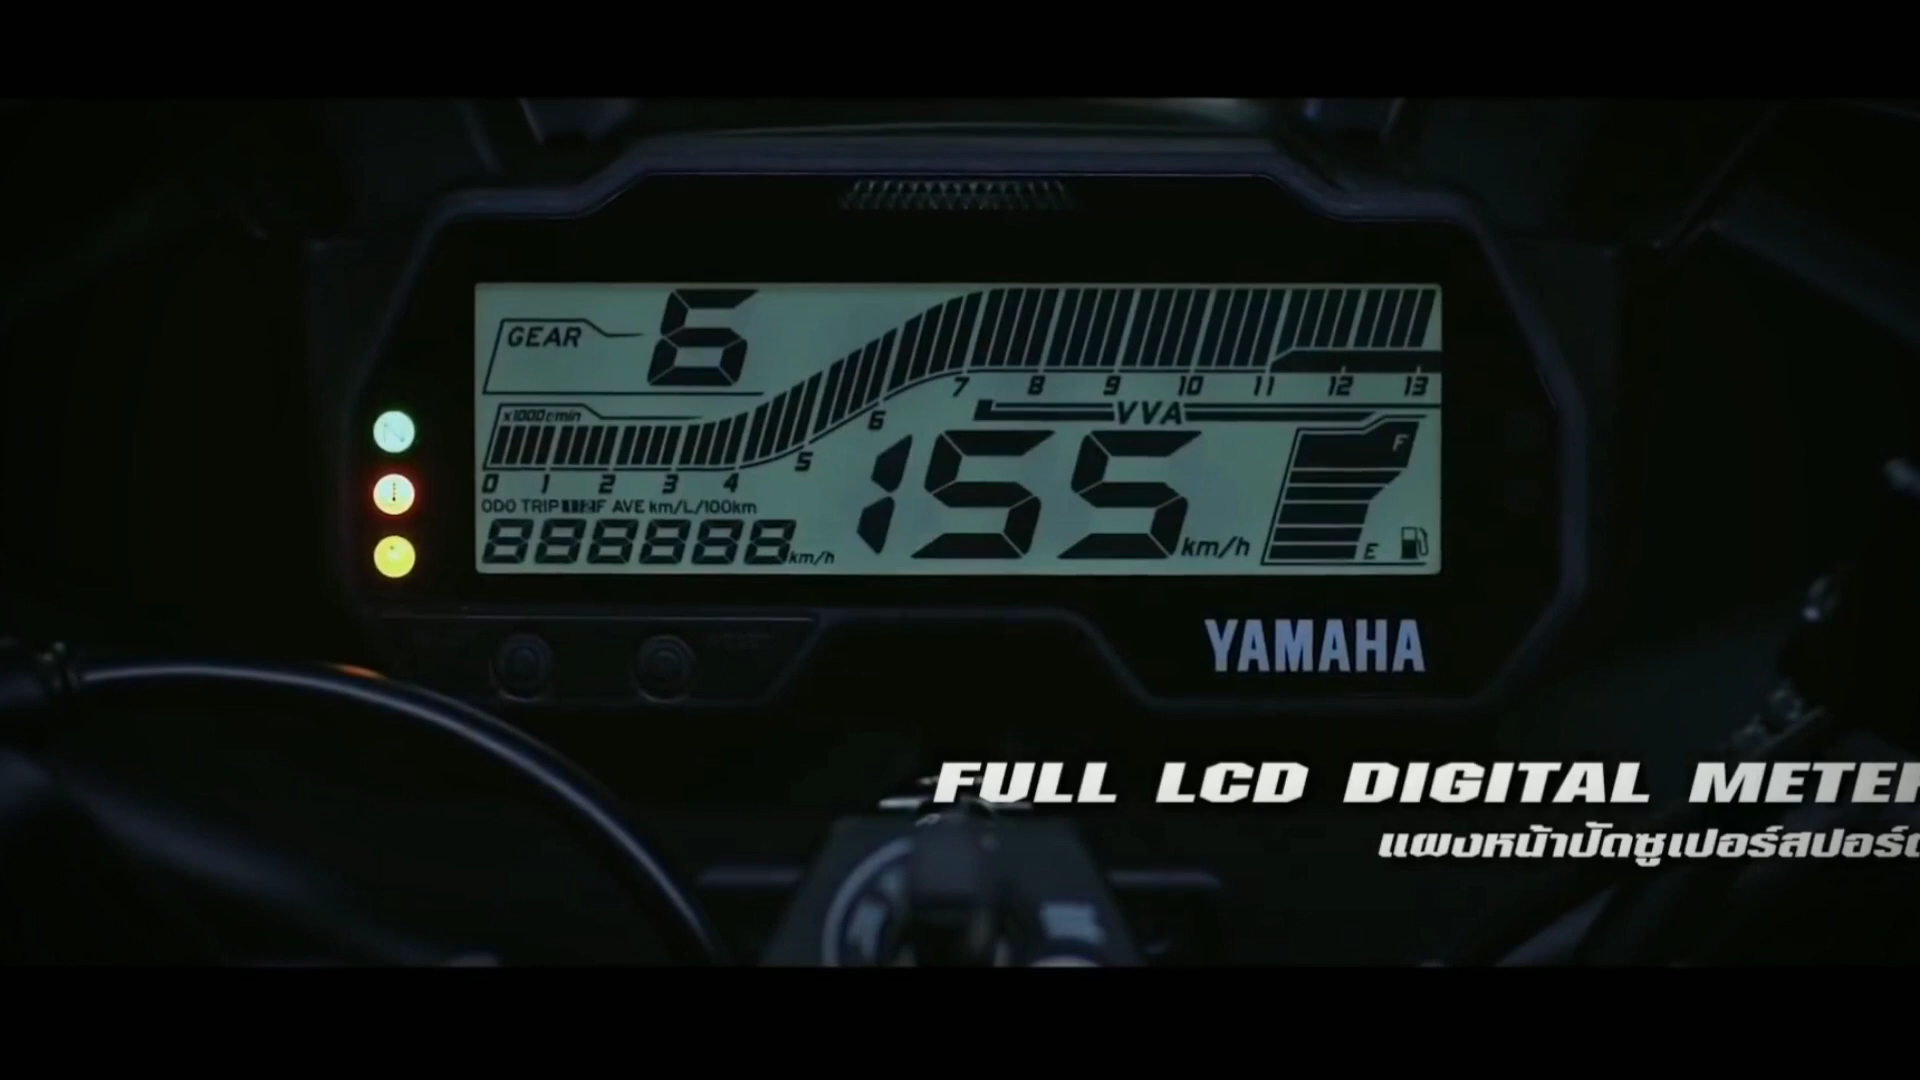 GEAR 6
x1000r/min
0 1 2 3 4 5 6 7 8 9 10 11 12 13
VVA
ODO TRIP F AVE km/L/100km
888888 km/h
155 km/h
F
E
YAMAHA
FULL LCD DIGITAL METER
แผงหน้าปัดซูเปอร์สปอร์ต